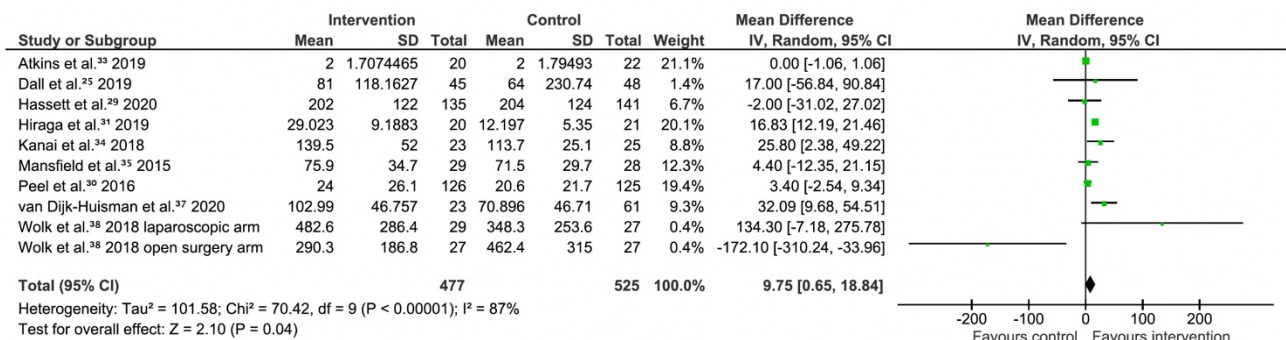 Intervention Control Mean Difference Mean Difference
Study or Subgroup Mean SD Total Mean SD Total Weight IV, Random, 95% CI IV, Random, 95% CI
Atkins et al.³³ 2019 2 1.7074465 20 2 1.79493 22 21.1% 0.00 [-1.06, 1.06]
Dall et al.²⁵ 2019 81 118.1627 45 64 230.74 48 1.4% 17.00 [-56.84, 90.84]
Hassett et al.²⁹ 2020 202 122 135 204 124 141 6.7% -2.00 [-31.02, 27.02]
Hiraga et al.³¹ 2019 29.023 9.1883 20 12.197 5.35 21 20.1% 16.83 [12.19, 21.46]
Kanai et al.³⁴ 2018 139.5 52 23 113.7 25.1 25 8.8% 25.80 [2.38, 49.22]
Mansfield et al.³⁵ 2015 75.9 34.7 29 71.5 29.7 28 12.3% 4.40 [-12.35, 21.15]
Peel et al.³⁰ 2016 24 26.1 126 20.6 21.7 125 19.4% 3.40 [-2.54, 9.34]
van Dijk-Huisman et al.³⁷ 2020 102.99 46.757 23 70.896 46.71 61 9.3% 32.09 [9.68, 54.51]
Wolk et al.³⁸ 2018 laparoscopic arm 482.6 286.4 29 348.3 253.6 27 0.4% 134.30 [-7.18, 275.78]
Wolk et al.³⁸ 2018 open surgery arm 290.3 186.8 27 462.4 315 27 0.4% -172.10 [-310.24, -33.96]
Total (95% CI) 477 525 100.0% 9.75 [0.65, 18.84]
Heterogeneity: Tau² = 101.58; Chi² = 70.42, df = 9 (P < 0.00001); I² = 87%
Test for overall effect: Z = 2.10 (P = 0.04)
-200 -100 0 100 200
Favours control Favours intervention